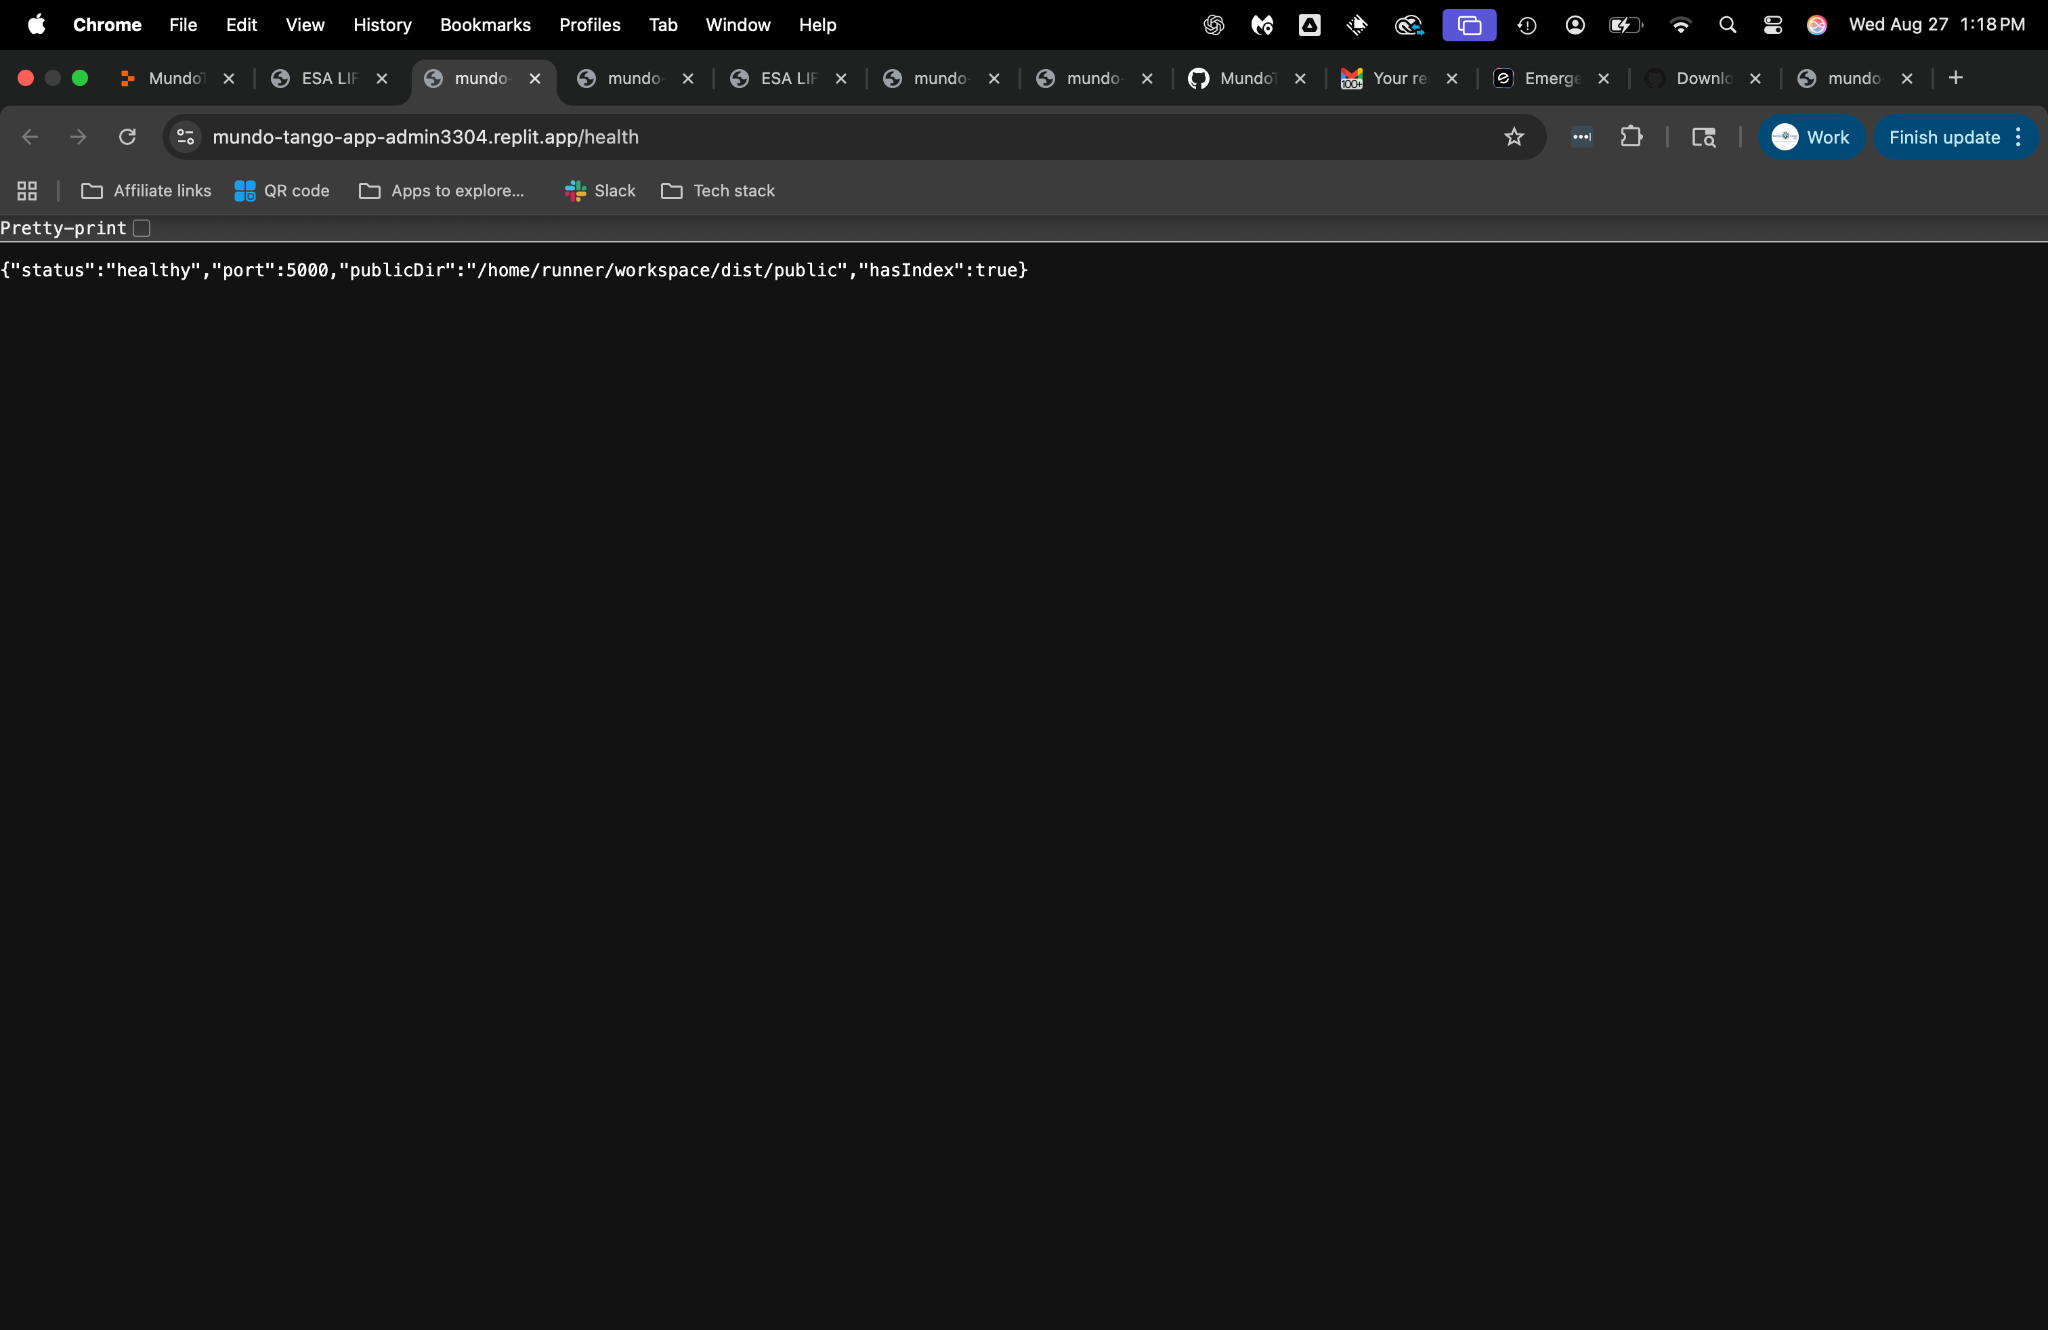 Chrome File Edit View History Bookmarks Profiles Tab Window Help Wed Aug 27 1:18 PM
MundoT ESA LIF mundo- mundo- ESA LIF mundo- mundo- MundoT 100+ Your re Emerge Downlo mundo-
mundo-tango-app-admin3304.replit.app/health Work Finish update
Affiliate links QR code Apps to explore... Slack Tech stack
Pretty-print
{"status":"healthy","port":5000,"publicDir":"/home/runner/workspace/dist/public","hasIndex":true}